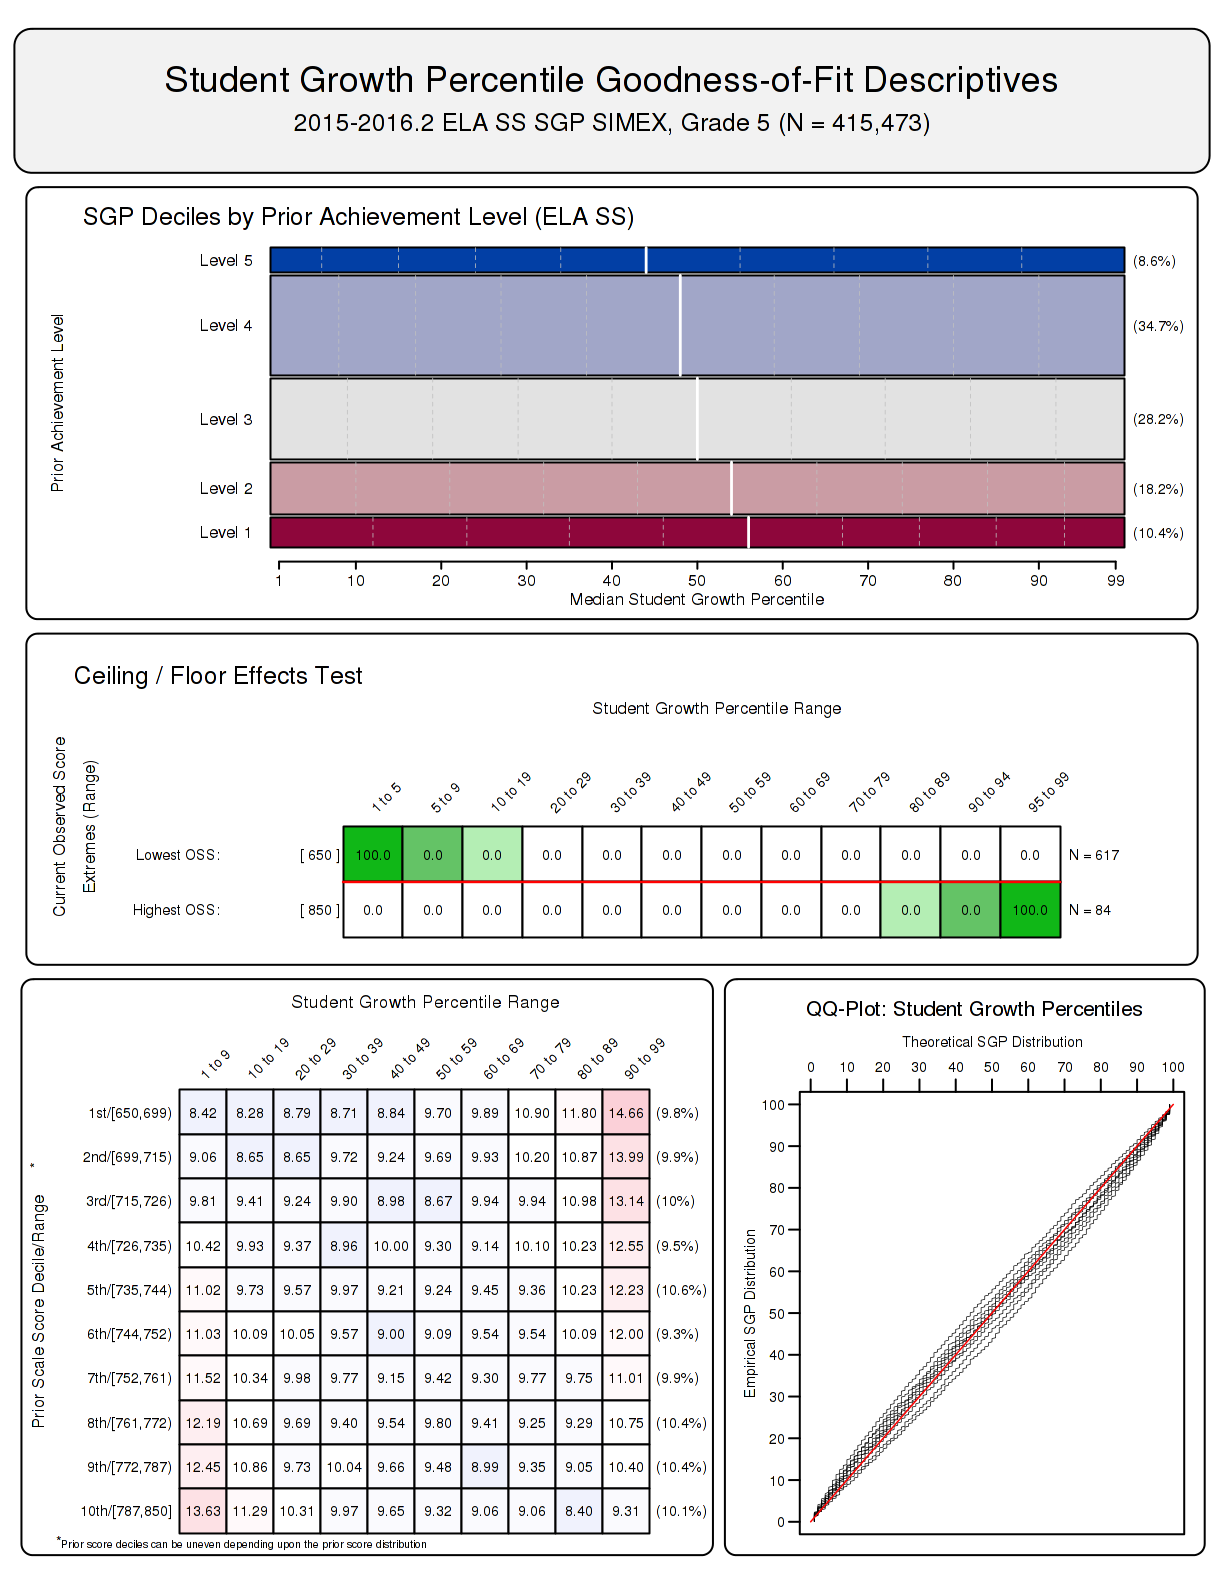 Student Growth Percentile Goodness-of-Fit Descriptives
2015-2016.2 ELA SS SGP SIMEX, Grade 5 (N = 415,473)
SGP Deciles by Prior Achievement Level (ELA SS)
Prior Achievement Level
Level 5 (8.6%)
Level 4 (34.7%)
Level 3 (28.2%)
Level 2 (18.2%)
Level 1 (10.4%)
1 10 20 30 40 50 60 70 80 90 99
Median Student Growth Percentile
Ceiling / Floor Effects Test
Student Growth Percentile Range
Current Observed Score
Extremes (Range)
1 to 5 5 to 9 10 to 19 20 to 29 30 to 39 40 to 49 50 to 59 60 to 69 70 to 79 80 to 89 90 to 94 95 to 99
Lowest OSS: [ 650 ] 100.0 0.0 0.0 0.0 0.0 0.0 0.0 0.0 0.0 0.0 0.0 0.0 N = 617
Highest OSS: [ 850 ] 0.0 0.0 0.0 0.0 0.0 0.0 0.0 0.0 0.0 0.0 0.0 100.0 N = 84
Student Growth Percentile Range
Prior Scale Score Decile/Range *
1 to 9 10 to 19 20 to 29 30 to 39 40 to 49 50 to 59 60 to 69 70 to 79 80 to 89 90 to 99
1st/[650,699) 8.42 8.28 8.79 8.71 8.84 9.70 9.89 10.90 11.80 14.66 (9.8%)
2nd/[699,715) 9.06 8.65 8.65 9.72 9.24 9.69 9.93 10.20 10.87 13.99 (9.9%)
3rd/[715,726) 9.81 9.41 9.24 9.90 8.98 8.67 9.94 9.94 10.98 13.14 (10%)
4th/[726,735) 10.42 9.93 9.37 8.96 10.00 9.30 9.14 10.10 10.23 12.55 (9.5%)
5th/[735,744) 11.02 9.73 9.57 9.97 9.21 9.24 9.45 9.36 10.23 12.23 (10.6%)
6th/[744,752) 11.03 10.09 10.05 9.57 9.00 9.09 9.54 9.54 10.09 12.00 (9.3%)
7th/[752,761) 11.52 10.34 9.98 9.77 9.15 9.42 9.30 9.77 9.75 11.01 (9.9%)
8th/[761,772) 12.19 10.69 9.69 9.40 9.54 9.80 9.41 9.25 9.29 10.75 (10.4%)
9th/[772,787) 12.45 10.86 9.73 10.04 9.66 9.48 8.99 9.35 9.05 10.40 (10.4%)
10th/[787,850] 13.63 11.29 10.31 9.97 9.65 9.32 9.06 9.06 8.40 9.31 (10.1%)
*Prior score deciles can be uneven depending upon the prior score distribution
QQ-Plot: Student Growth Percentiles
Theoretical SGP Distribution
0 10 20 30 40 50 60 70 80 90 100
Empirical SGP Distribution
100
90
80
70
60
50
40
30
20
10
0